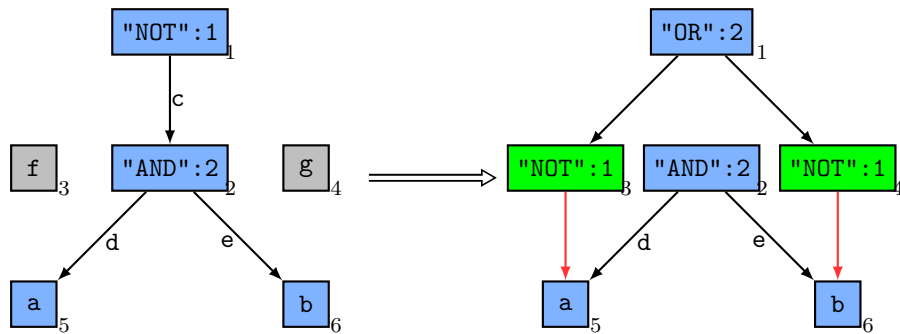 "NOT":1 1 "OR":2 1
c
f 3 "AND":2 2 g 4 "NOT":1 3 "AND":2 2 "NOT":1 4
d e d e
a 5 b 6 a 5 b 6